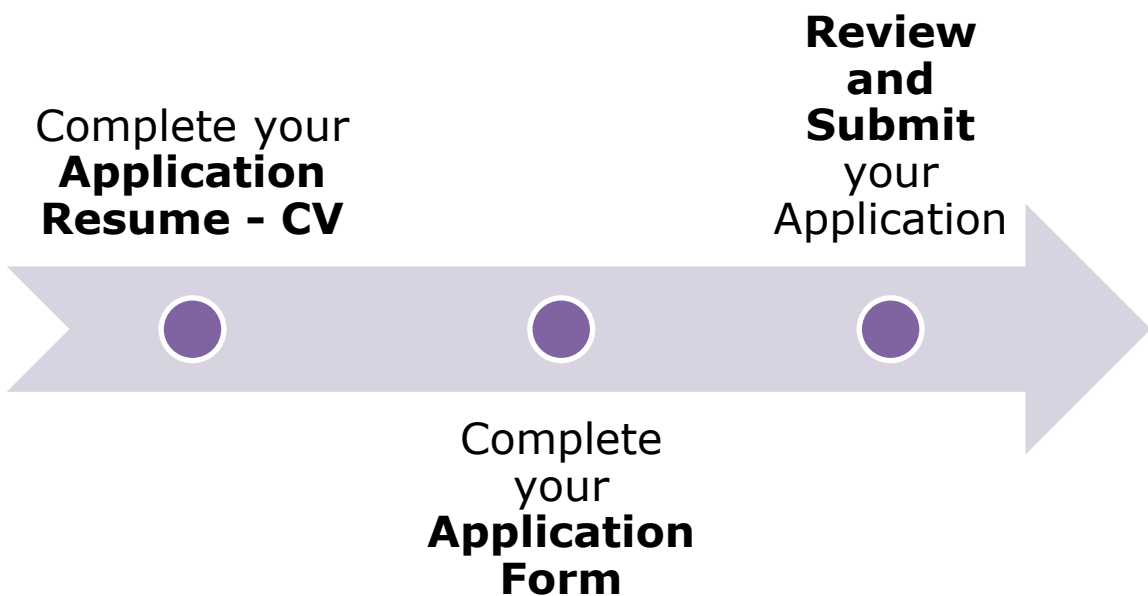 Complete your
Application
Resume - CV
Complete
your
Application
Form
Review
and
Submit
your
Application